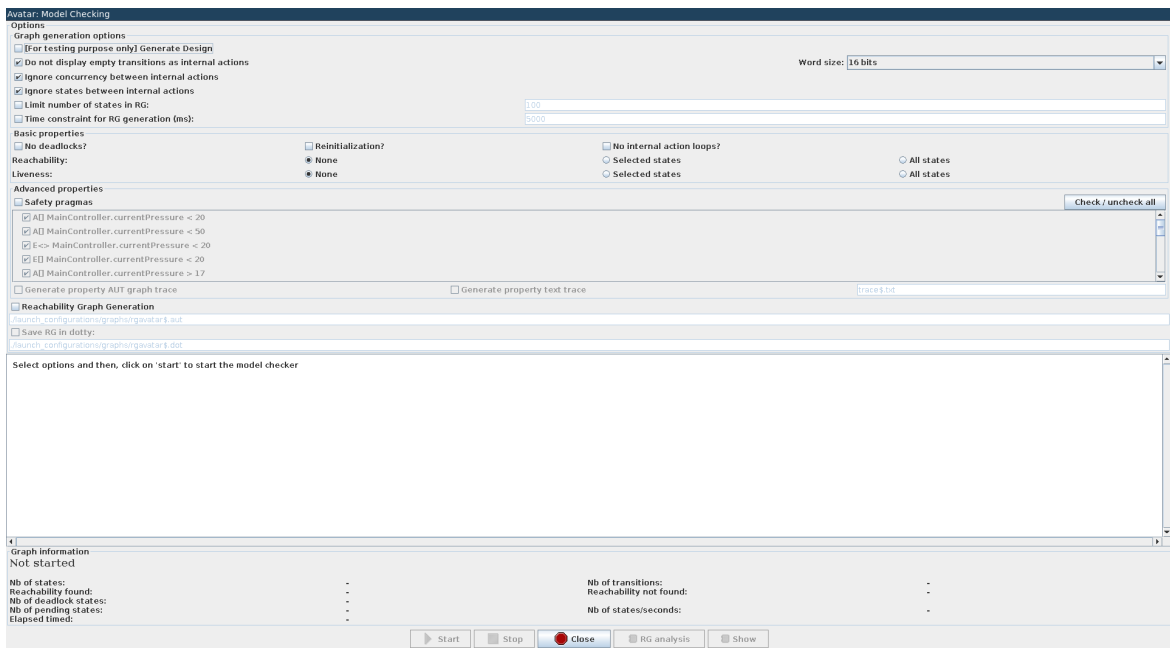 Avatar: Model Checking
Options
Graph generation options
[For testing purpose only] Generate Design
Do not display empty transitions as internal actions Word size: 16 bits
Ignore concurrency between internal actions
Ignore states between internal actions
Limit number of states in RG: 100
Time constraint for RG generation (ms): 5000
Basic properties
No deadlocks? Reinitialization? No internal action loops?
Reachability: None Selected states All states
Liveness: None Selected states All states
Advanced properties
Safety pragmas Check / uncheck all
A[] MainController.currentPressure < 20
A[] MainController.currentPressure < 50
E<> MainController.currentPressure < 20
E[] MainController.currentPressure < 20
A[] MainController.currentPressure > 17
Generate property AUT graph trace Generate property text trace trace$.txt
Reachability Graph Generation
./launch_configurations/graphs/rgavatar$.aut
Save RG in dotty:
./launch_configurations/graphs/rgavatar$.dot
Select options and then, click on 'start' to start the model checker
Graph information
Not started
Nb of states: - Nb of transitions: -
Reachability found: - Reachability not found: -
Nb of deadlock states: -
Nb of pending states: - Nb of states/seconds: -
Elapsed timed: -
Start Stop Close RG analysis Show